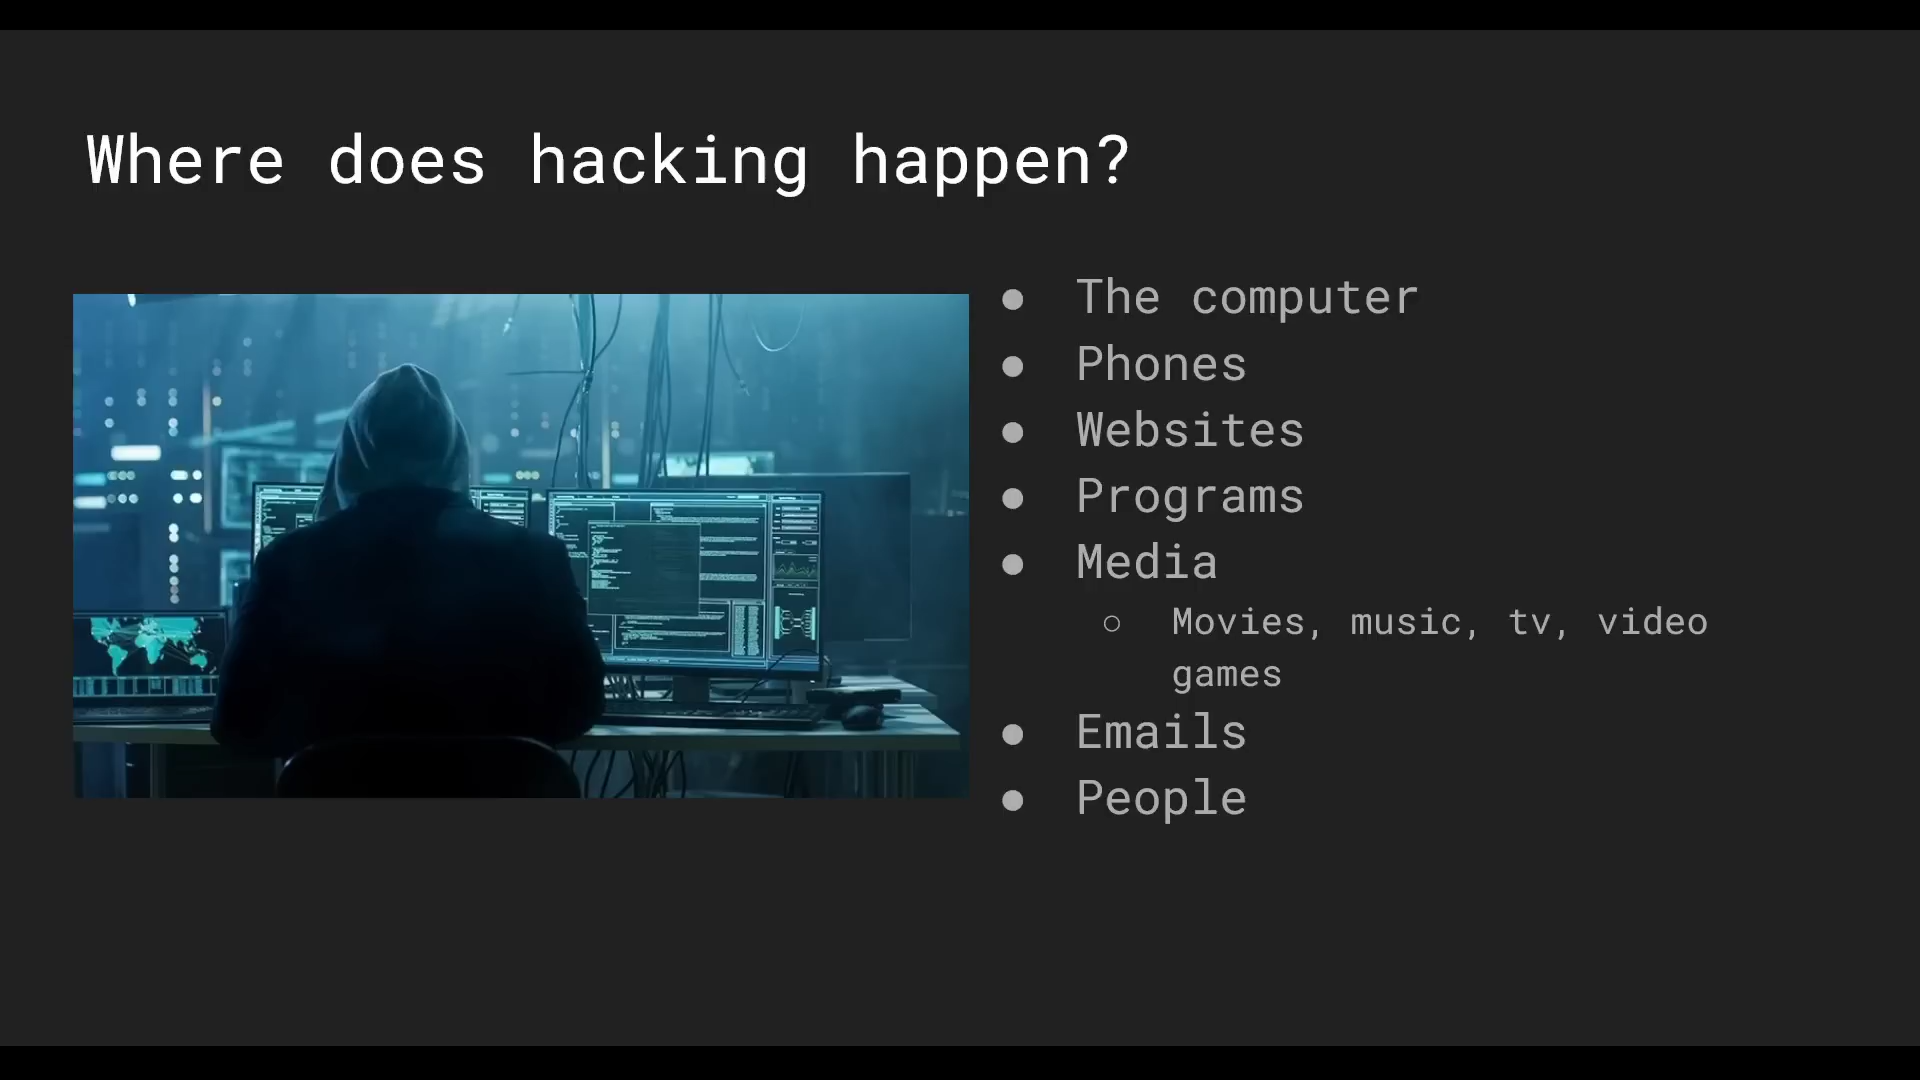 Where does hacking happen?
● The computer
● Phones
● Websites
● Programs
● Media
○ Movies, music, tv, video
games
● Emails
● People